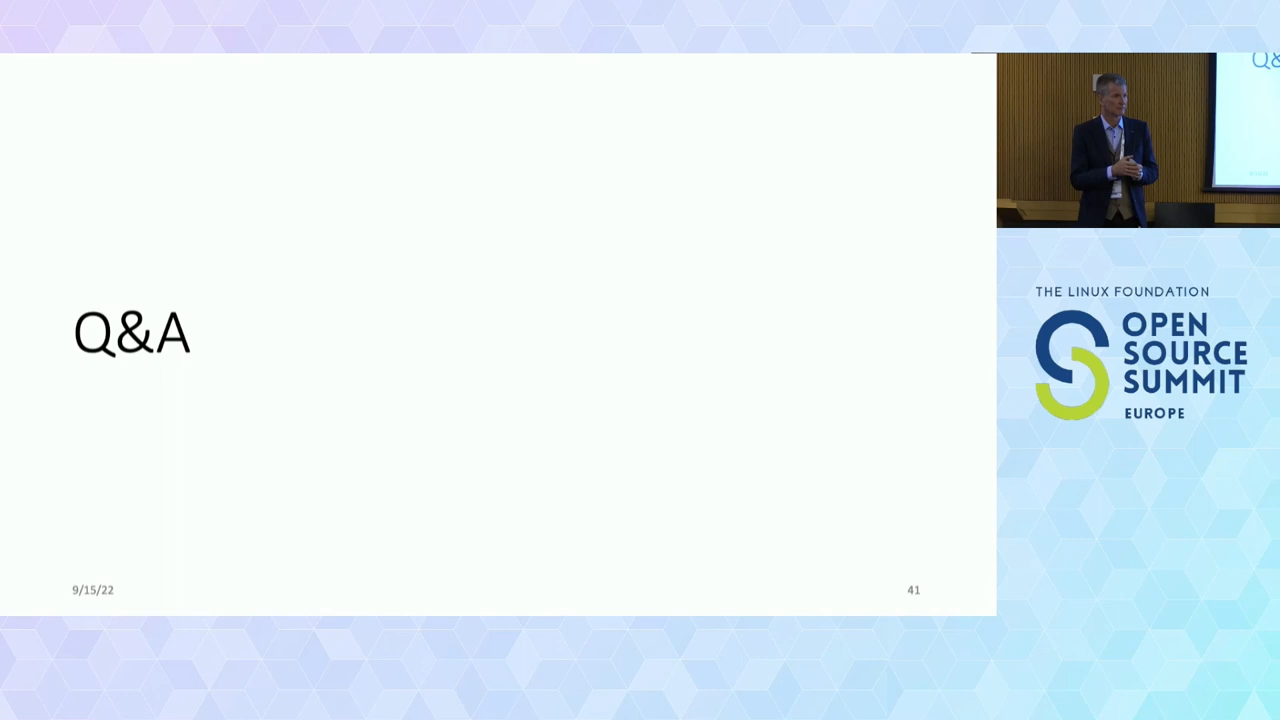 Q&A
9/15/22
41
Q&
THE LINUX FOUNDATION
OPEN
SOURCE
SUMMIT
EUROPE